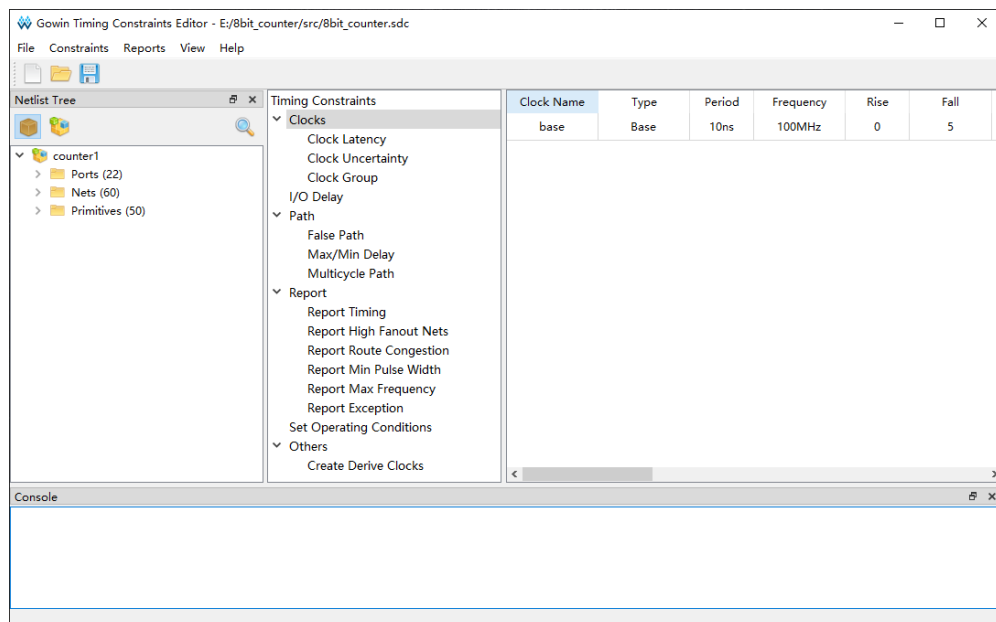 Gowin Timing Constraints Editor - E:/8bit_counter/src/8bit_counter.sdc
File Constraints Reports View Help
Netlist Tree
counter1
Ports (22)
Nets (60)
Primitives (50)
Timing Constraints
Clocks
Clock Latency
Clock Uncertainty
Clock Group
I/O Delay
Path
False Path
Max/Min Delay
Multicycle Path
Report
Report Timing
Report High Fanout Nets
Report Route Congestion
Report Min Pulse Width
Report Max Frequency
Report Exception
Set Operating Conditions
Others
Create Derive Clocks
Clock Name Type Period Frequency Rise Fall
base Base 10ns 100MHz 0 5
Console